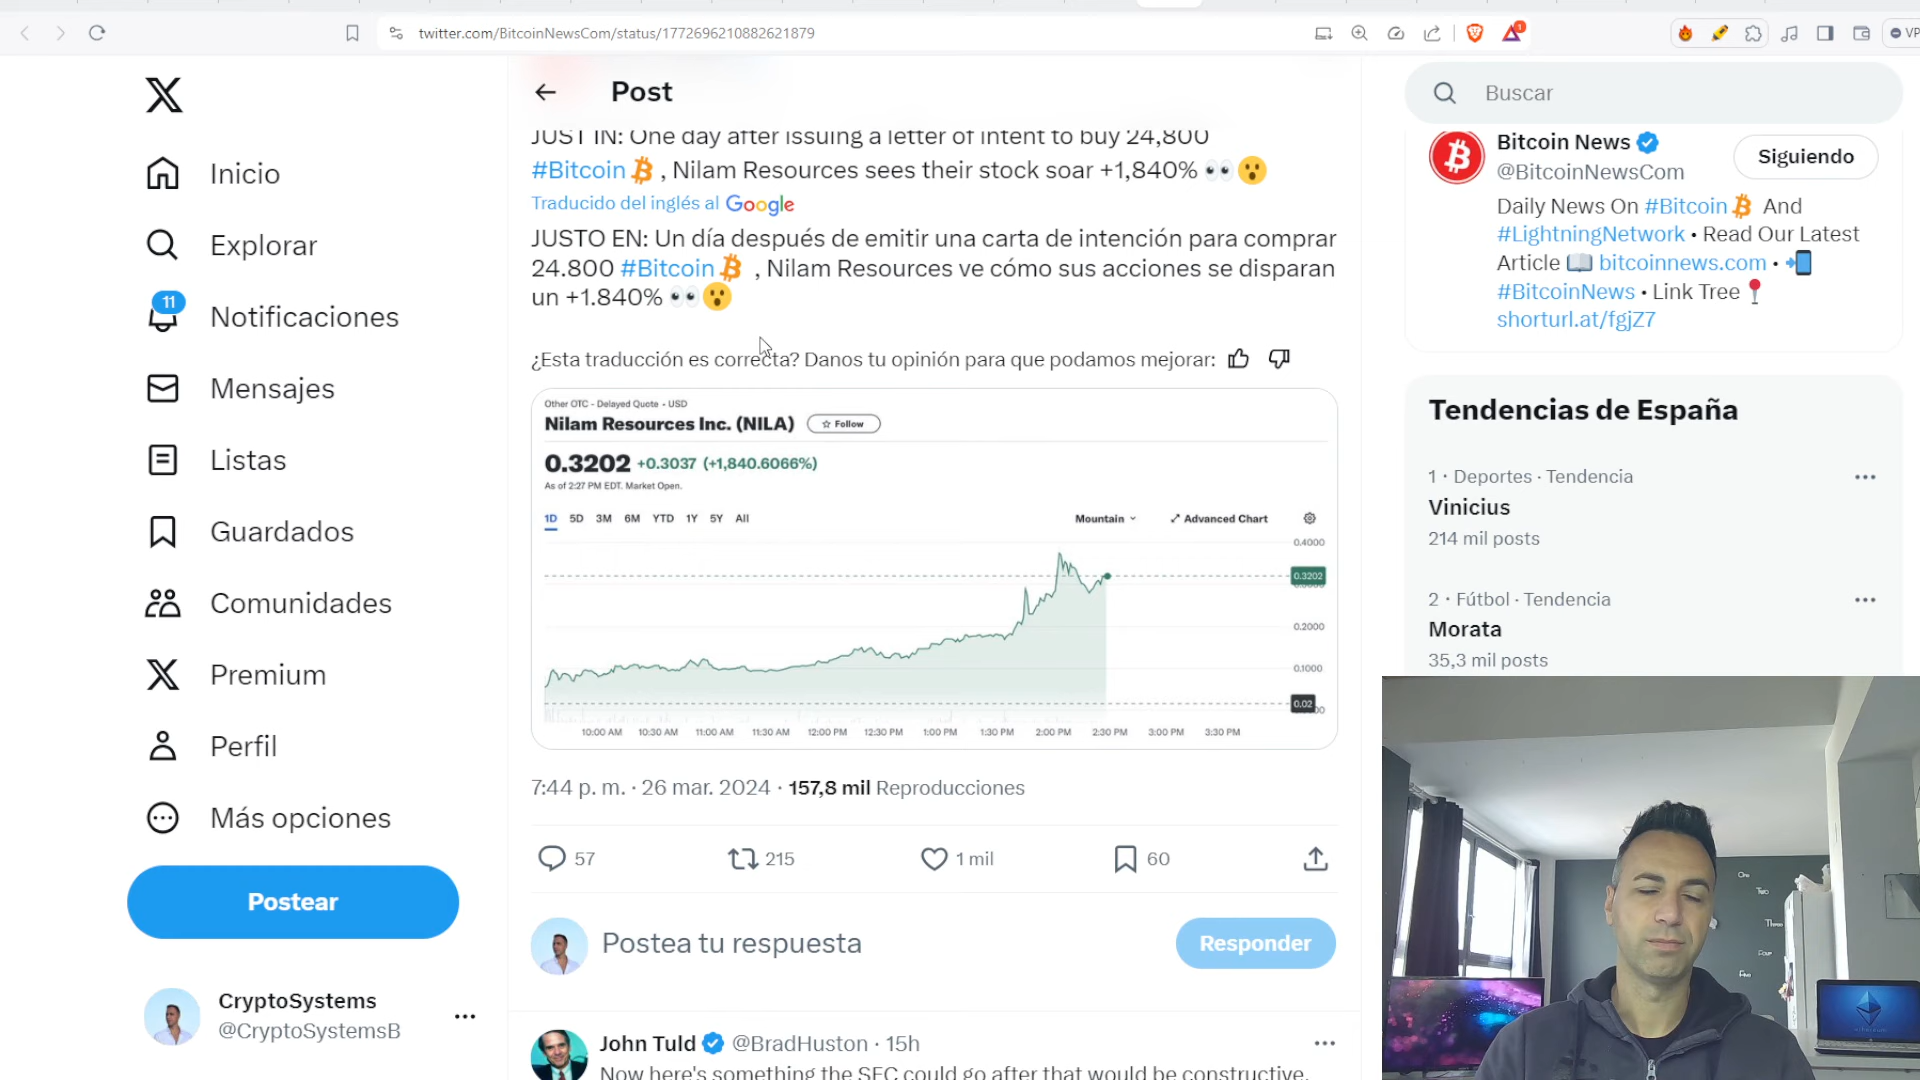 twitter.com/BitcoinNewsCom/status/1772696210882621879
1
VP
X
Inicio
Explorar
11
Notificaciones
Mensajes
Listas
Guardados
Comunidades
Premium
Perfil
Más opciones
Postear
CryptoSystems
@CryptoSystemsB
Post
JUST IN: One day after issuing a letter of intent to buy 24,800
#Bitcoin , Nilam Resources sees their stock soar +1,840% 👀😮
Traducido del inglés al Google
JUSTO EN: Un día después de emitir una carta de intención para comprar
24.800 #Bitcoin , Nilam Resources ve cómo sus acciones se disparan
un +1.840% 👀😮
¿Esta traducción es correcta? Danos tu opinión para que podamos mejorar:
Other OTC - Delayed Quote • USD
Nilam Resources Inc. (NILA)
☆ Follow
0.3202 +0.3037 (+1,840.6066%)
As of 2:27 PM EDT. Market Open.
1D 5D 3M 6M YTD 1Y 5Y All
Mountain
Advanced Chart
0.4000
0.3202
0.2000
0.1000
0.02
10:00 AM 10:30 AM 11:00 AM 11:30 AM 12:00 PM 12:30 PM 1:00 PM 1:30 PM 2:00 PM 2:30 PM 3:00 PM 3:30 PM
7:44 p. m. · 26 mar. 2024 · 157,8 mil Reproducciones
57
215
1 mil
60
Postea tu respuesta
Responder
John Tuld @BradHuston · 15h
Now here's something the SEC could go after that would be constructive.
Buscar
Bitcoin News
@BitcoinNewsCom
Siguiendo
Daily News On #Bitcoin And
#LightningNetwork • Read Our Latest
Article 📖 bitcoinnews.com • 📲
#BitcoinNews • Link Tree 📍
shorturl.at/fgjZ7
Tendencias de España
1 · Deportes · Tendencia
Vinicius
214 mil posts
2 · Fútbol · Tendencia
Morata
35,3 mil posts
One
Two
Three
Four
Five
ethereum